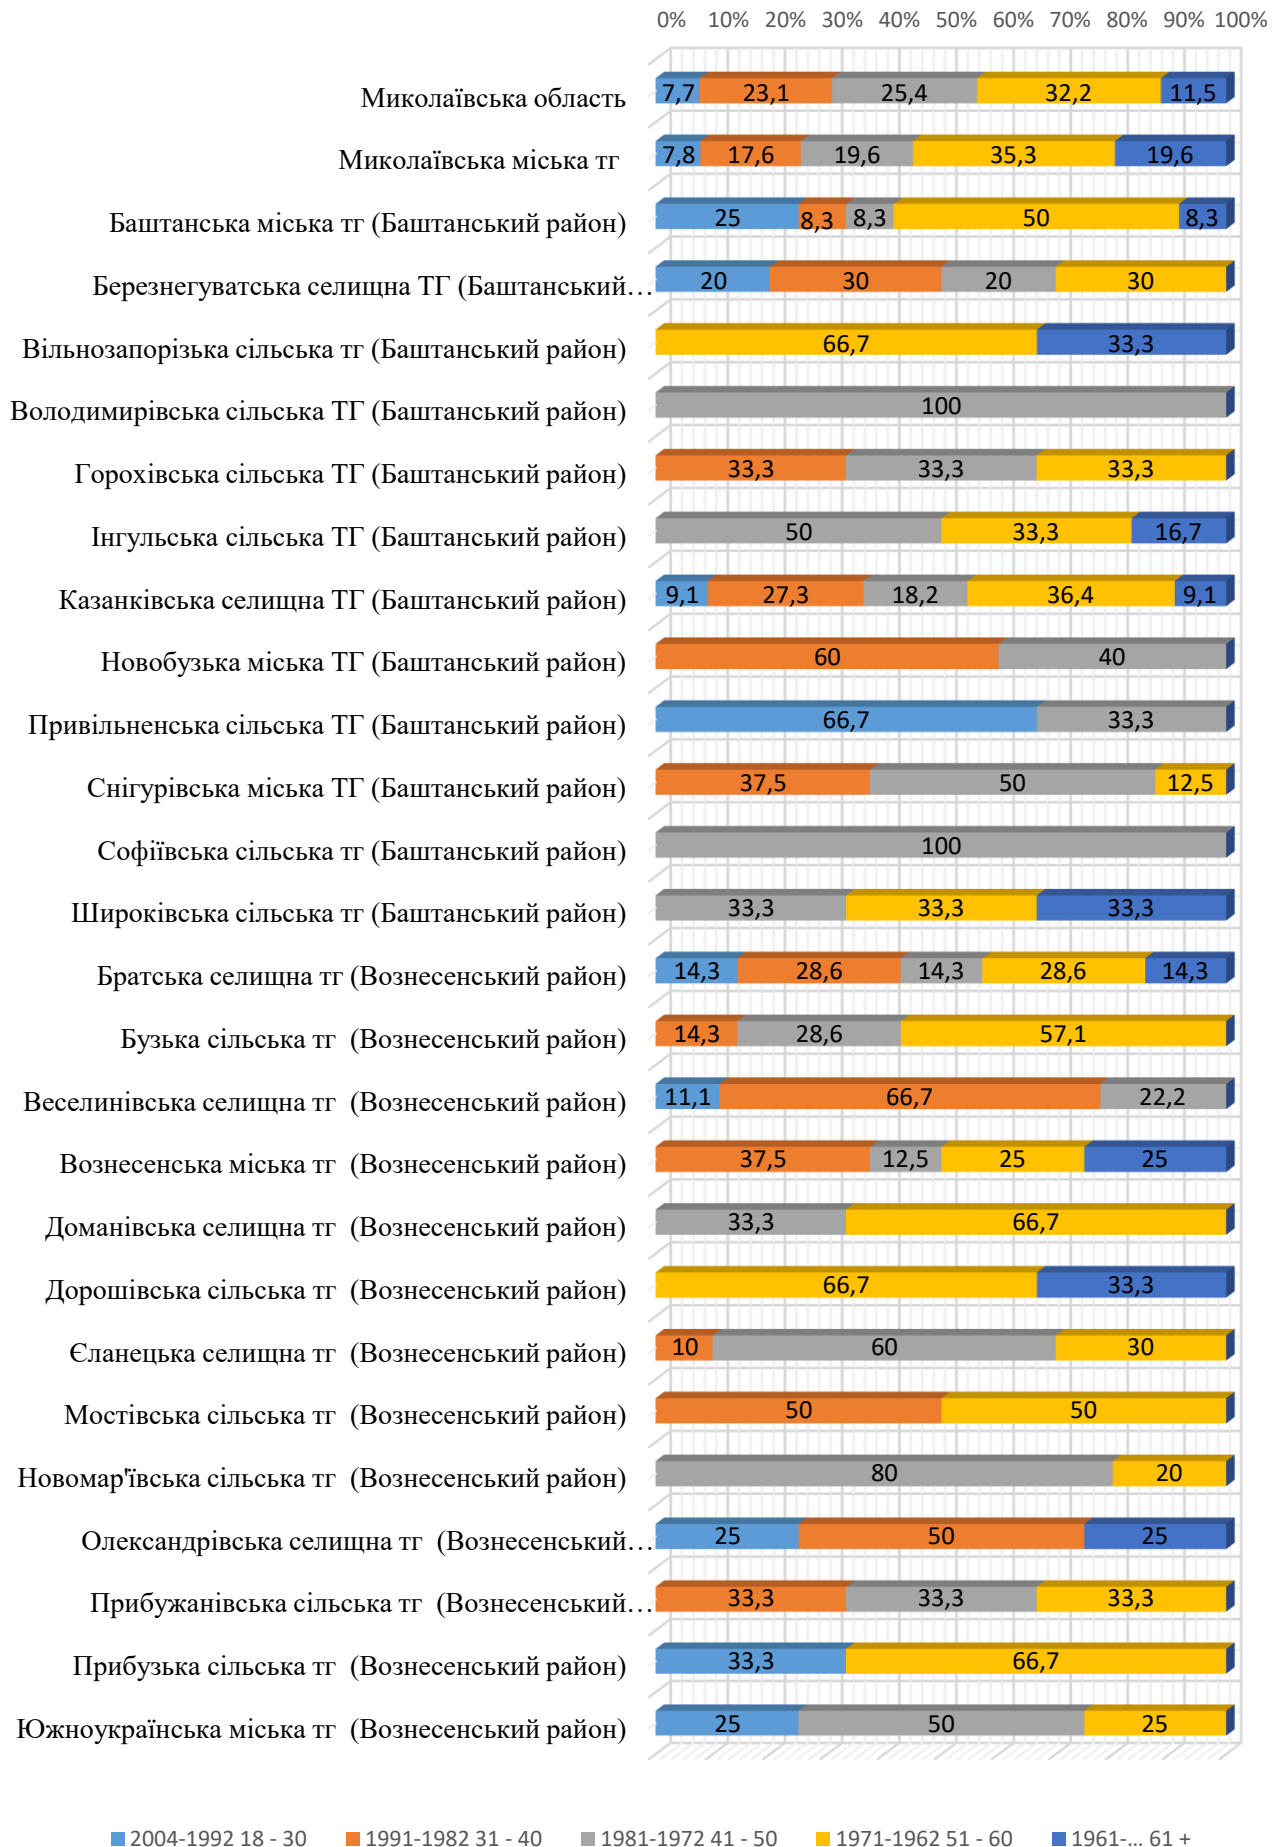 0% 10% 20% 30% 40% 50% 60% 70% 80% 90% 100%
Миколаївська область 7,7 23,1 25,4 32,2 11,5
Миколаївська міська тг 7,8 17,6 19,6 35,3 19,6
Баштанська міська тг (Баштанський район) 25 8,3 8,3 50 8,3
Березнегуватська селищна ТГ (Баштанський… 20 30 20 30
Вільнозапорізька сільська тг (Баштанський район) 66,7 33,3
Володимирівська сільська ТГ (Баштанський район) 100
Горохівська сільська ТГ (Баштанський район) 33,3 33,3 33,3
Інгульська сільська ТГ (Баштанський район) 50 33,3 16,7
Казанківська селищна ТГ (Баштанський район) 9,1 27,3 18,2 36,4 9,1
Новобузька міська ТГ (Баштанський район) 60 40
Привільненська сільська ТГ (Баштанський район) 66,7 33,3
Снігурівська міська ТГ (Баштанський район) 37,5 50 12,5
Софіївська сільська тг (Баштанський район) 100
Широківська сільська тг (Баштанський район) 33,3 33,3 33,3
Братська селищна тг (Вознесенський район) 14,3 28,6 14,3 28,6 14,3
Бузька сільська тг (Вознесенський район) 14,3 28,6 57,1
Веселинівська селищна тг (Вознесенський район) 11,1 66,7 22,2
Вознесенська міська тг (Вознесенський район) 37,5 12,5 25 25
Доманівська селищна тг (Вознесенський район) 33,3 66,7
Дорошівська сільська тг (Вознесенський район) 66,7 33,3
Єланецька селищна тг (Вознесенський район) 10 60 30
Мостівська сільська тг (Вознесенський район) 50 50
Новомар'ївська сільська тг (Вознесенський район) 80 20
Олександрівська селищна тг (Вознесенський… 25 50 25
Прибужанівська сільська тг (Вознесенський… 33,3 33,3 33,3
Прибузька сільська тг (Вознесенський район) 33,3 66,7
Южноукраїнська міська тг (Вознесенський район) 25 50 25
2004-1992 18 - 30 1991-1982 31 - 40 1981-1972 41 - 50 1971-1962 51 - 60 1961-... 61 +